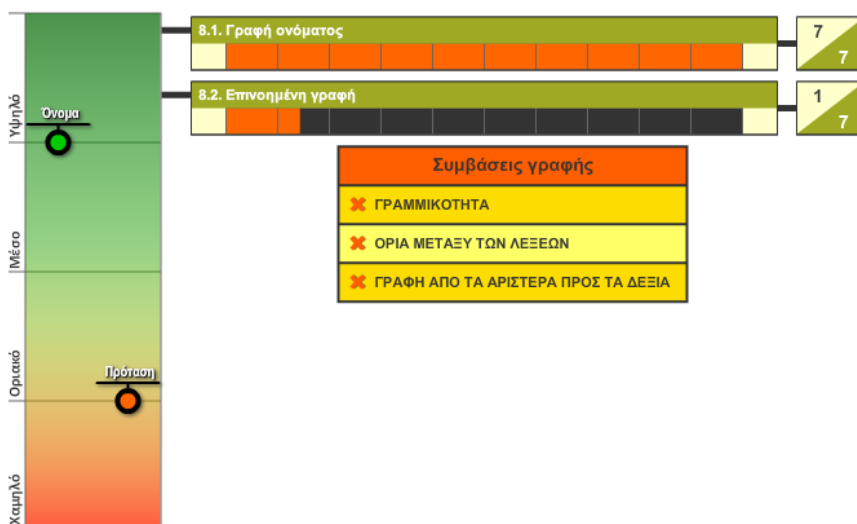 8.1. Γραφή ονόματος
7
7
8.2. Επινοημένη γραφή
1
7
Υψηλό
Όνομα
Συμβάσεις γραφής
ΓΡΑΜΜΙΚΟΤΗΤΑ
ΟΡΙΑ ΜΕΤΑΞΥ ΤΩΝ ΛΕΞΕΩΝ
ΓΡΑΦΗ ΑΠΟ ΤΑ ΑΡΙΣΤΕΡΑ ΠΡΟΣ ΤΑ ΔΕΞΙΑ
Μέσο
Οριακό
Πρόταση
Χαμηλό